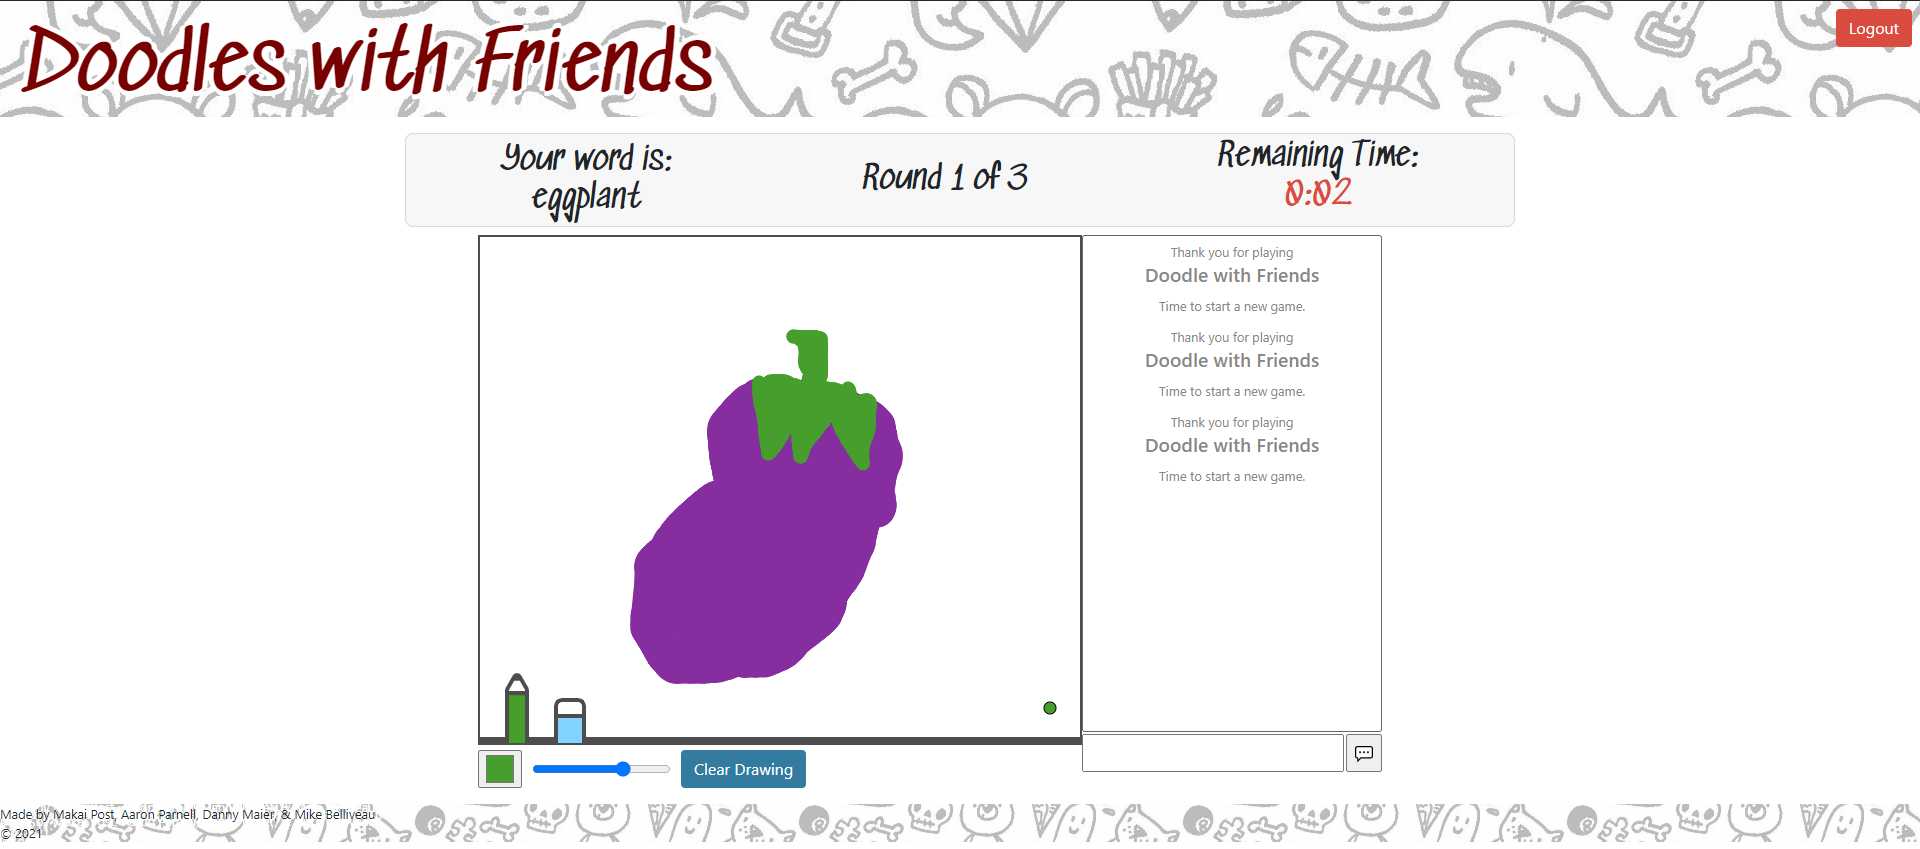 Doodles with Friends
Logout
Your word is:
eggplant
Round 1 of 3
Remaining Time:
0:02
Thank you for playing
Doodle with Friends
Time to start a new game.
Thank you for playing
Doodle with Friends
Time to start a new game.
Thank you for playing
Doodle with Friends
Time to start a new game.
Clear Drawing
Made by Makai Post, Aaron Parnell, Danny Maier, & Mike Belliveau
© 2021